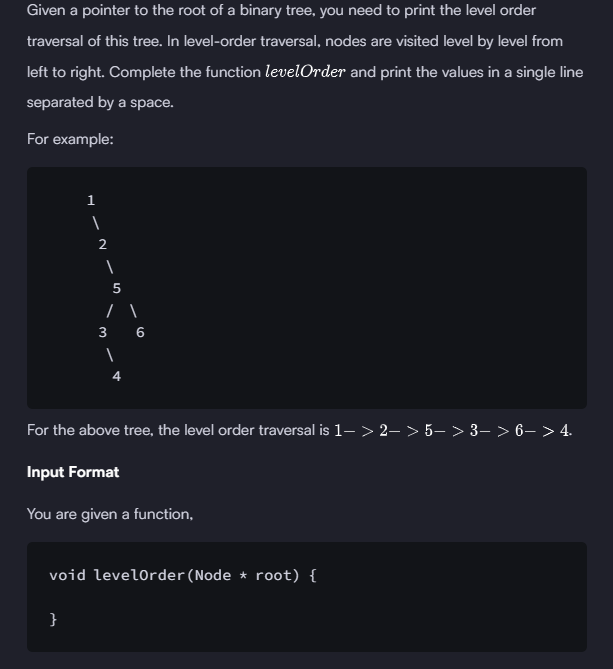 Given a pointer to the root of a binary tree, you need to print the level order
traversal of this tree. In level-order traversal, nodes are visited level by level from
left to right. Complete the function levelOrder and print the values in a single line
separated by a space.
For example:
1
\
2
\
5
/ \
3 6
\
4
For the above tree, the level order traversal is 1− > 2− > 5− > 3− > 6− > 4.
Input Format
You are given a function,
void levelOrder(Node * root) {
}